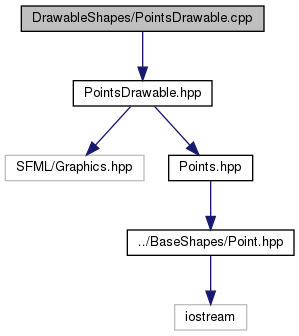 DrawableShapes/PointsDrawable.cpp
PointsDrawable.hpp
SFML/Graphics.hpp
Points.hpp
../BaseShapes/Point.hpp
iostream